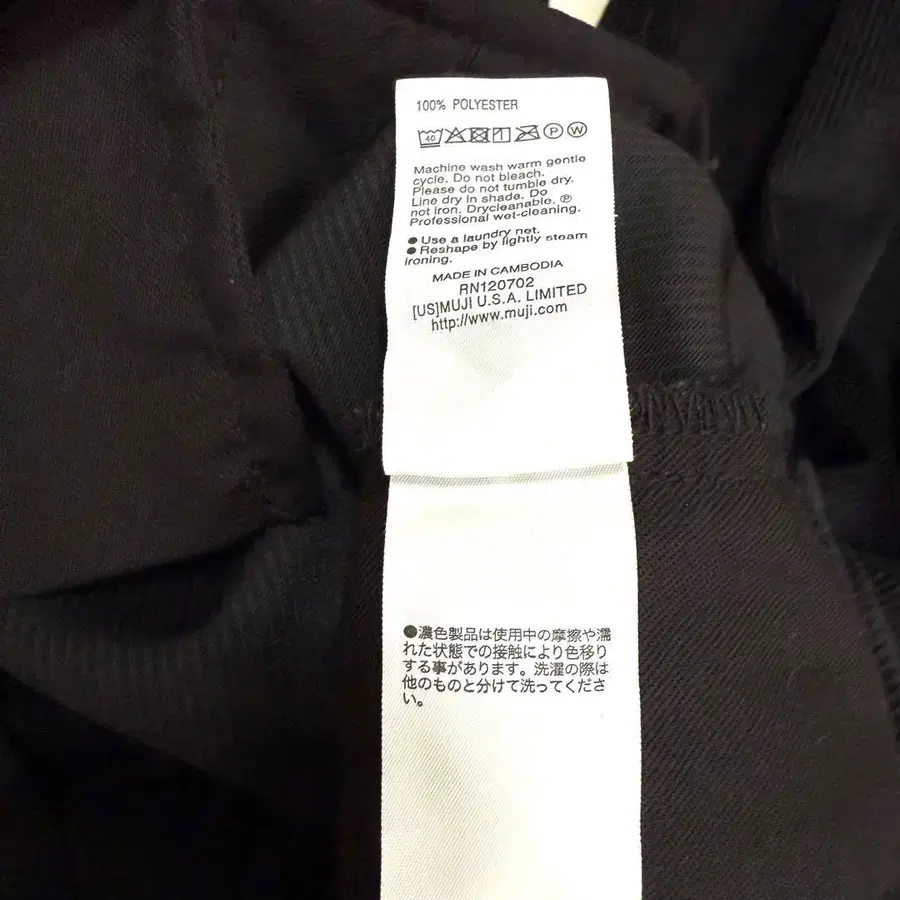 100% POLYESTER
40 P W
Machine wash warm gentle
cycle. Do not bleach.
Please do not tumble dry.
Line dry in shade. Do
not iron. Drycleanable. Ⓟ
Professional wet-cleaning.
●Use a laundry net.
●Reshape by lightly steam
ironing.
MADE IN CAMBODIA
RN120702
[US]MUJI U.S.A. LIMITED
http://www.muji.com
●濃色製品は使用中の摩擦や濡
れた状態での接触により色移り
する事があります。洗濯の際は
他のものと分けて洗ってくださ
い。